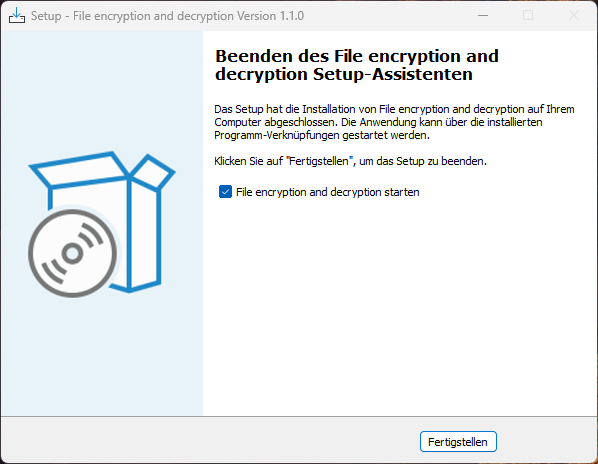 Setup - File encryption and decryption Version 1.1.0
Beenden des File encryption and
decryption Setup-Assistenten
Das Setup hat die Installation von File encryption and decryption auf Ihrem
Computer abgeschlossen. Die Anwendung kann über die installierten
Programm-Verknüpfungen gestartet werden.
Klicken Sie auf "Fertigstellen", um das Setup zu beenden.
File encryption and decryption starten
Fertigstellen